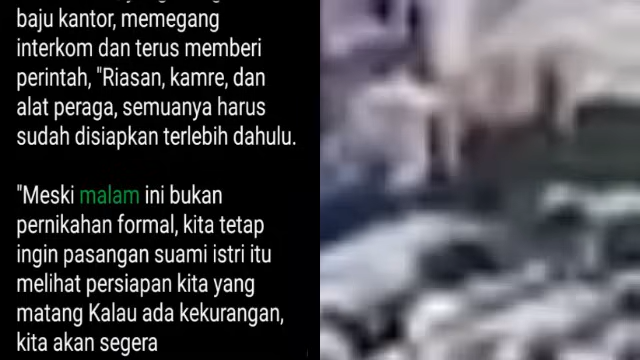 baju kantor, memegang
interkom dan terus memberi
perintah, "Riasan, kamre, dan
alat peraga, semuanya harus
sudah disiapkan terlebih dahulu.
"Meski malam ini bukan
pernikahan formal, kita tetap
ingin pasangan suami istri itu
melihat persiapan kita yang
matang Kalau ada kekurangan,
kita akan segera